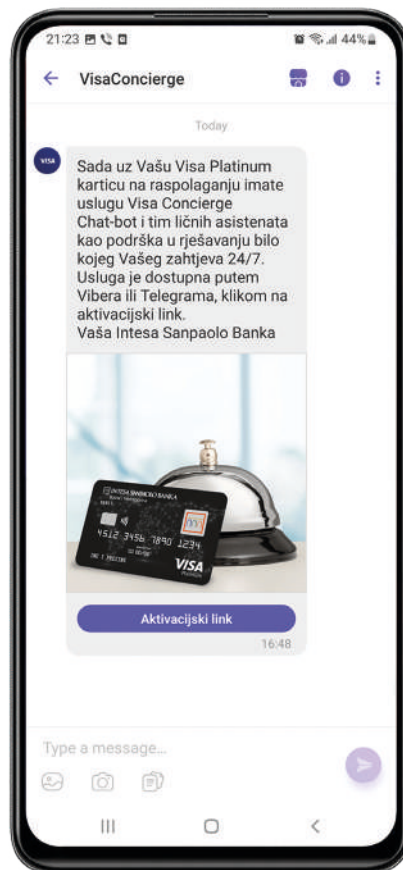 21:23
44%
VisaConcierge
Today
VISA
Sada uz Vašu Visa Platinum
karticu na raspolaganju imate
uslugu Visa Concierge
Chat-bot i tim ličnih asistenata
kao podrška u rješavanju bilo
kojeg Vašeg zahtjeva 24/7.
Usluga je dostupna putem
Vibera ili Telegrama, klikom na
aktivacijski link.
Vaša Intesa Sanpaolo Banka
INTESA SANPAOLO BANKA
4512 3456 7890 1234
VISA
Aktivacijski link
16:48
Type a message...